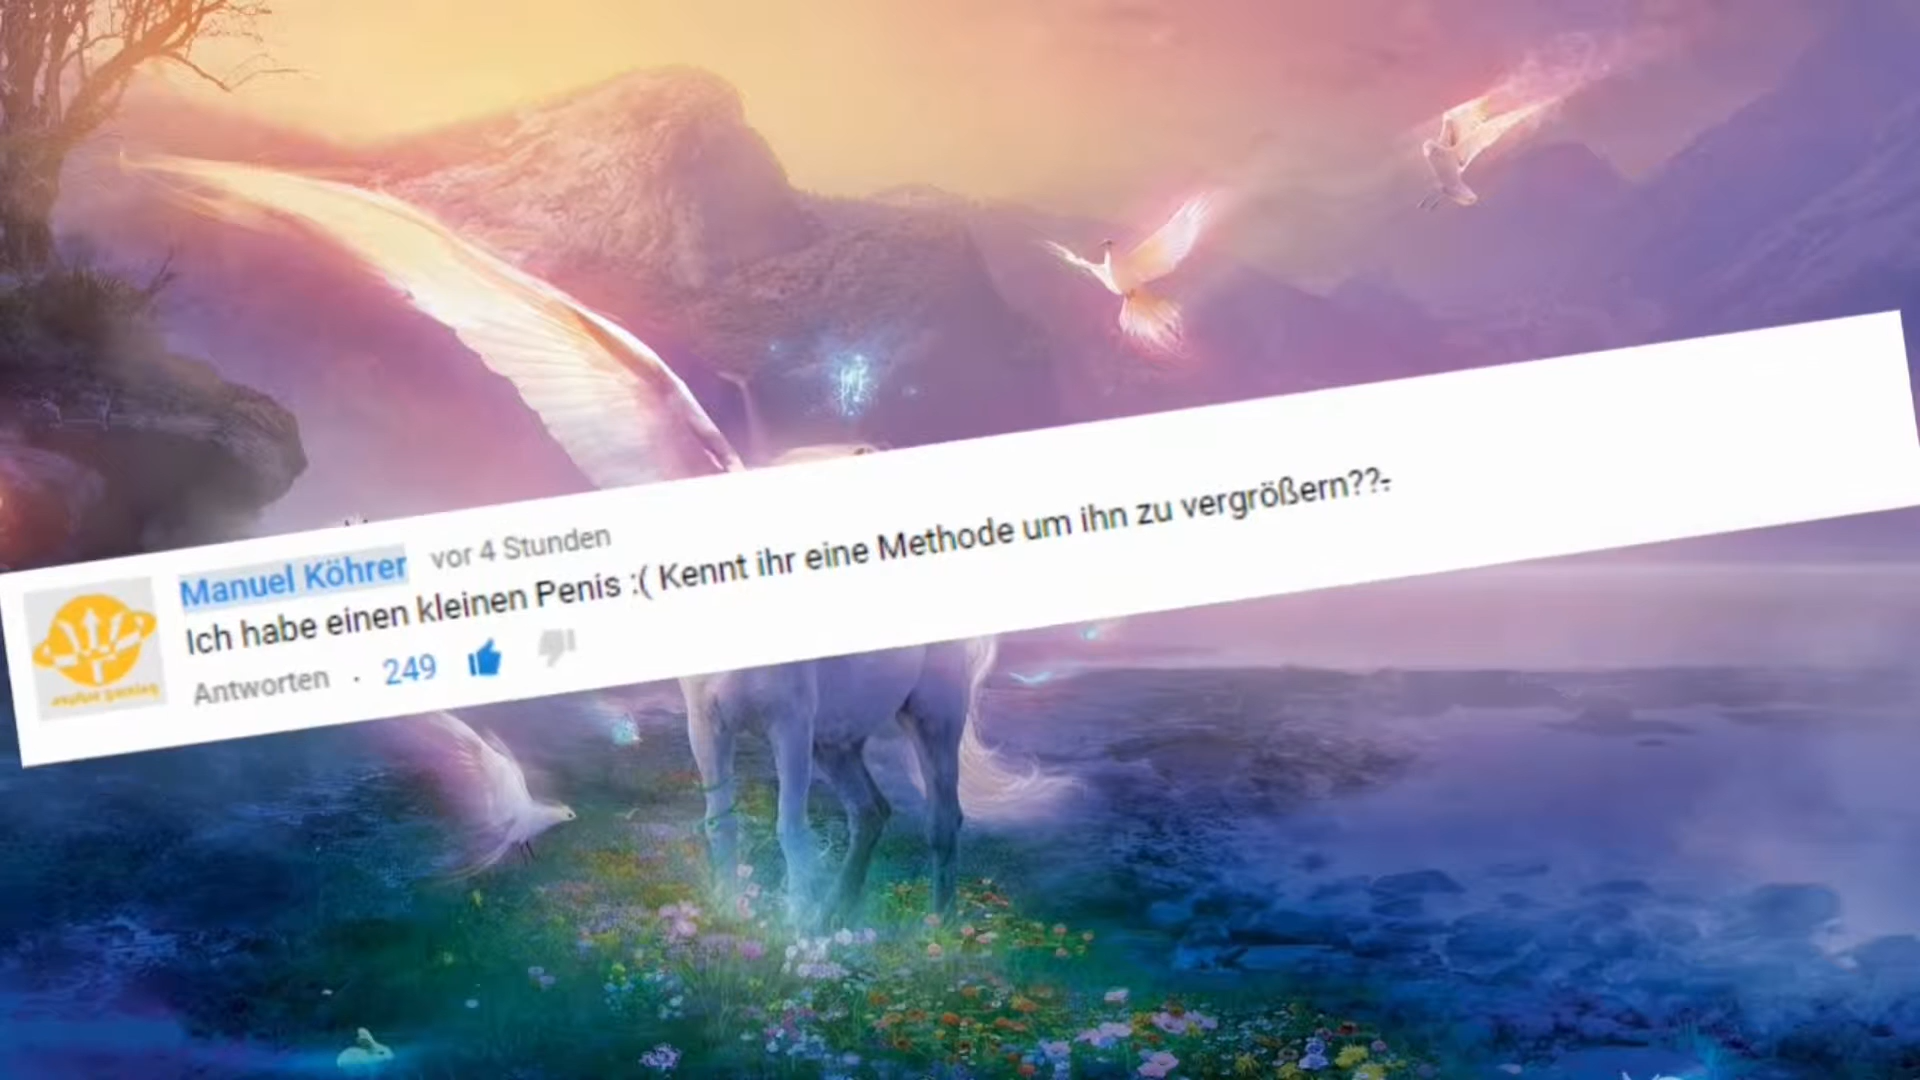 Manuel Köhrer vor 4 Stunden
Ich habe einen kleinen Penis :( Kennt ihr eine Methode um ihn zu vergrößern??
Antworten · 249